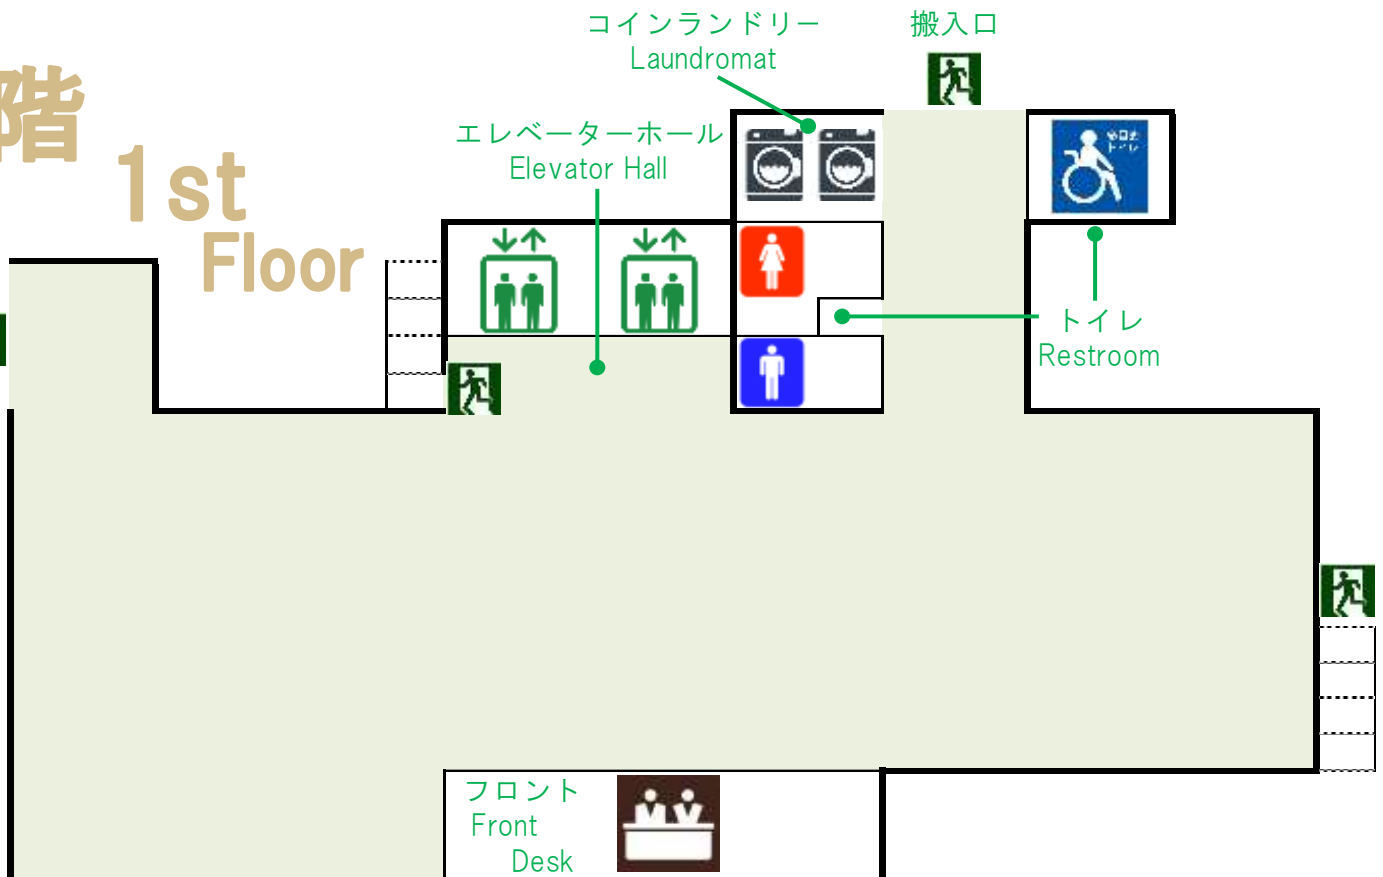 コインランドリー
Laundromat
搬入口
階
1st
Floor
エレベーターホール
Elevator Hall
トイレ
Restroom
フロント
Front
Desk